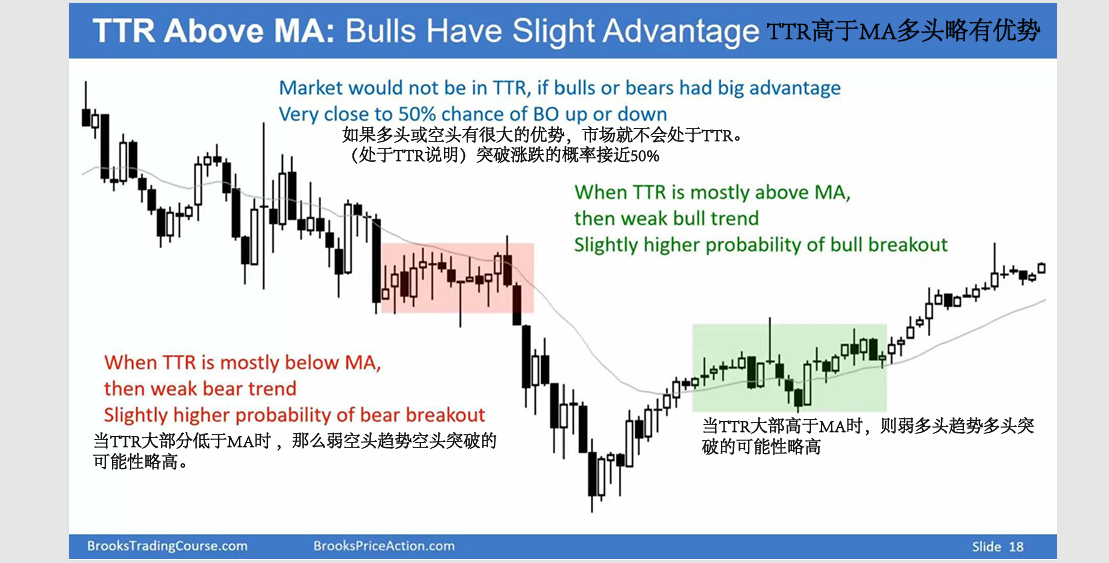 TTR Above MA: Bulls Have Slight Advantage TTR高于MA多头略有优势
Market would not be in TTR, if bulls or bears had big advantage
Very close to 50% chance of BO up or down
如果多头或空头有很大的优势，市场就不会处于TTR。
（处于TTR说明）突破涨跌的概率接近50%
When TTR is mostly above MA,
then weak bull trend
Slightly higher probability of bull breakout
When TTR is mostly below MA,
then weak bear trend
Slightly higher probability of bear breakout
当TTR大部分低于MA时，那么弱空头趋势空头突破的
可能性略高。
当TTR大部高于MA时，则弱多头趋势多头突
破的可能性略高
BrooksTradingCourse.com BrooksPriceAction.com Slide 18